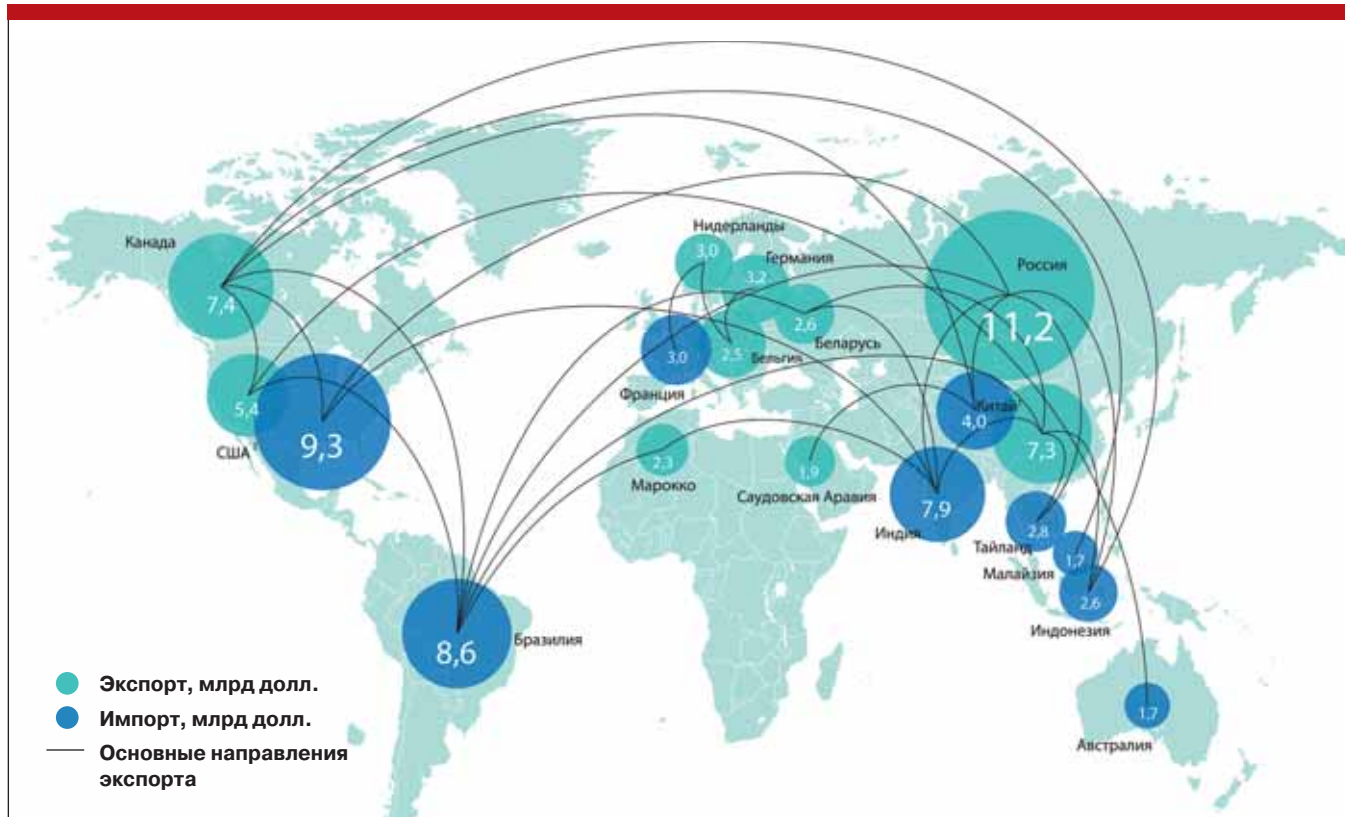 Нидерланды
3,0
Канада
Германия
3,2
Россия
7,4
11,2
2,6
Беларусь
3,0
2,5
Бельгия
Франция
5,4
9,3
США
Китай
4,0
7,3
2,3
Марокко
1,9
Саудовская Аравия
7,9
Индия
2,8
Тайланд
1,7
Малайзия
2,6
Индонезия
8,6
Бразилия
1,7
Австралия
Экспорт, млрд долл.
Импорт, млрд долл.
Основные направления
экспорта